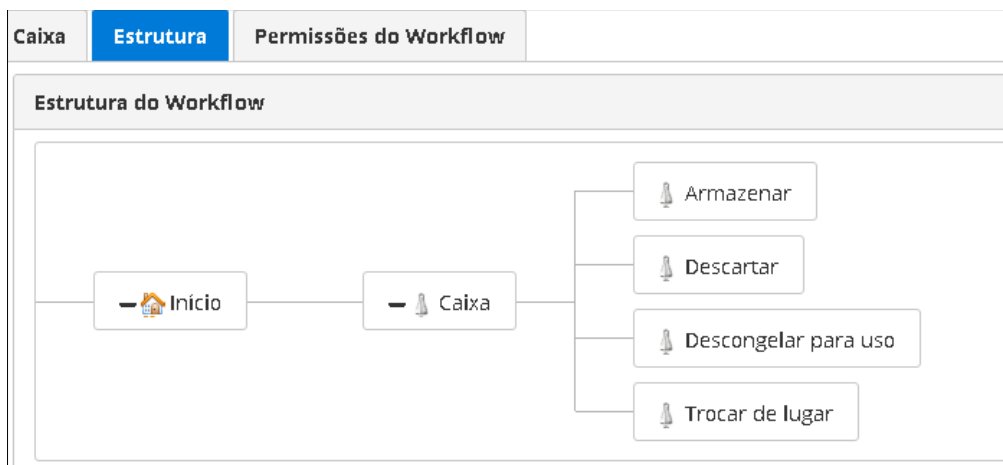 Caixa
Estrutura
Permissões do Workflow
Estrutura do Workflow
Armazenar
Descartar
Início
Caixa
Descongelar para uso
Trocar de lugar